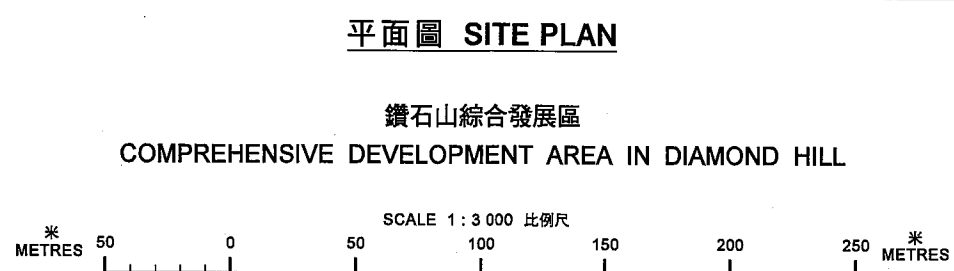 平面圖 SITE PLAN
鑽石山綜合發展區
COMPREHENSIVE DEVELOPMENT AREA IN DIAMOND HILL
SCALE 1 : 3 000 比例尺
米 METRES 50 0 50 100 150 200 250 米 METRES